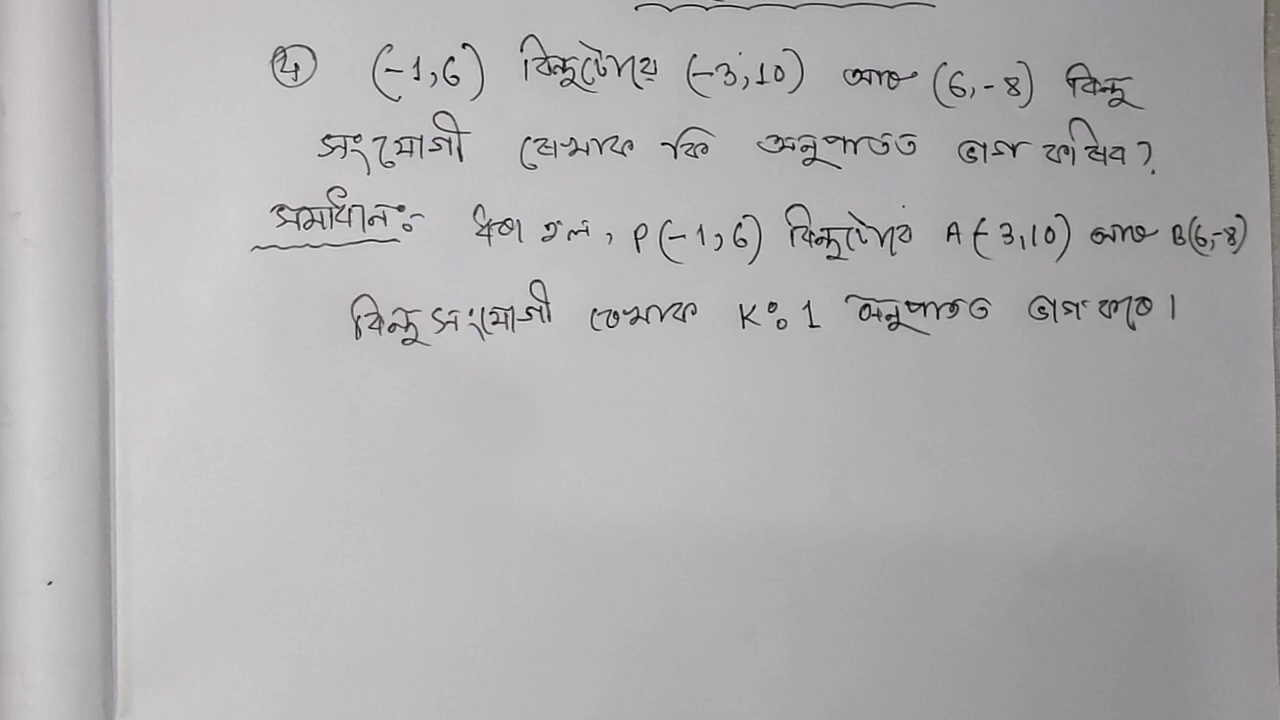 ④ (-1,6) বিন্দুটোৱে (-3,10) আৰু (6,-8) বিন্দু
সংযোগী ৰেখাক কি অনুপাতত ভাগ কৰিব?
সমাধান:- ধৰা হল, P(-1,6) বিন্দুটোৱে A(-3,10) আৰু B(6,-8)
বিন্দু সংযোগী ৰেখাক K:1 অনুপাতত ভাগ কৰে।